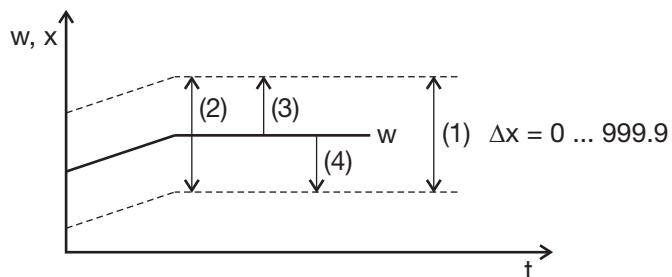 w, x
(2)
(3)
(1) Δx = 0 ... 999.9
w
(4)
t